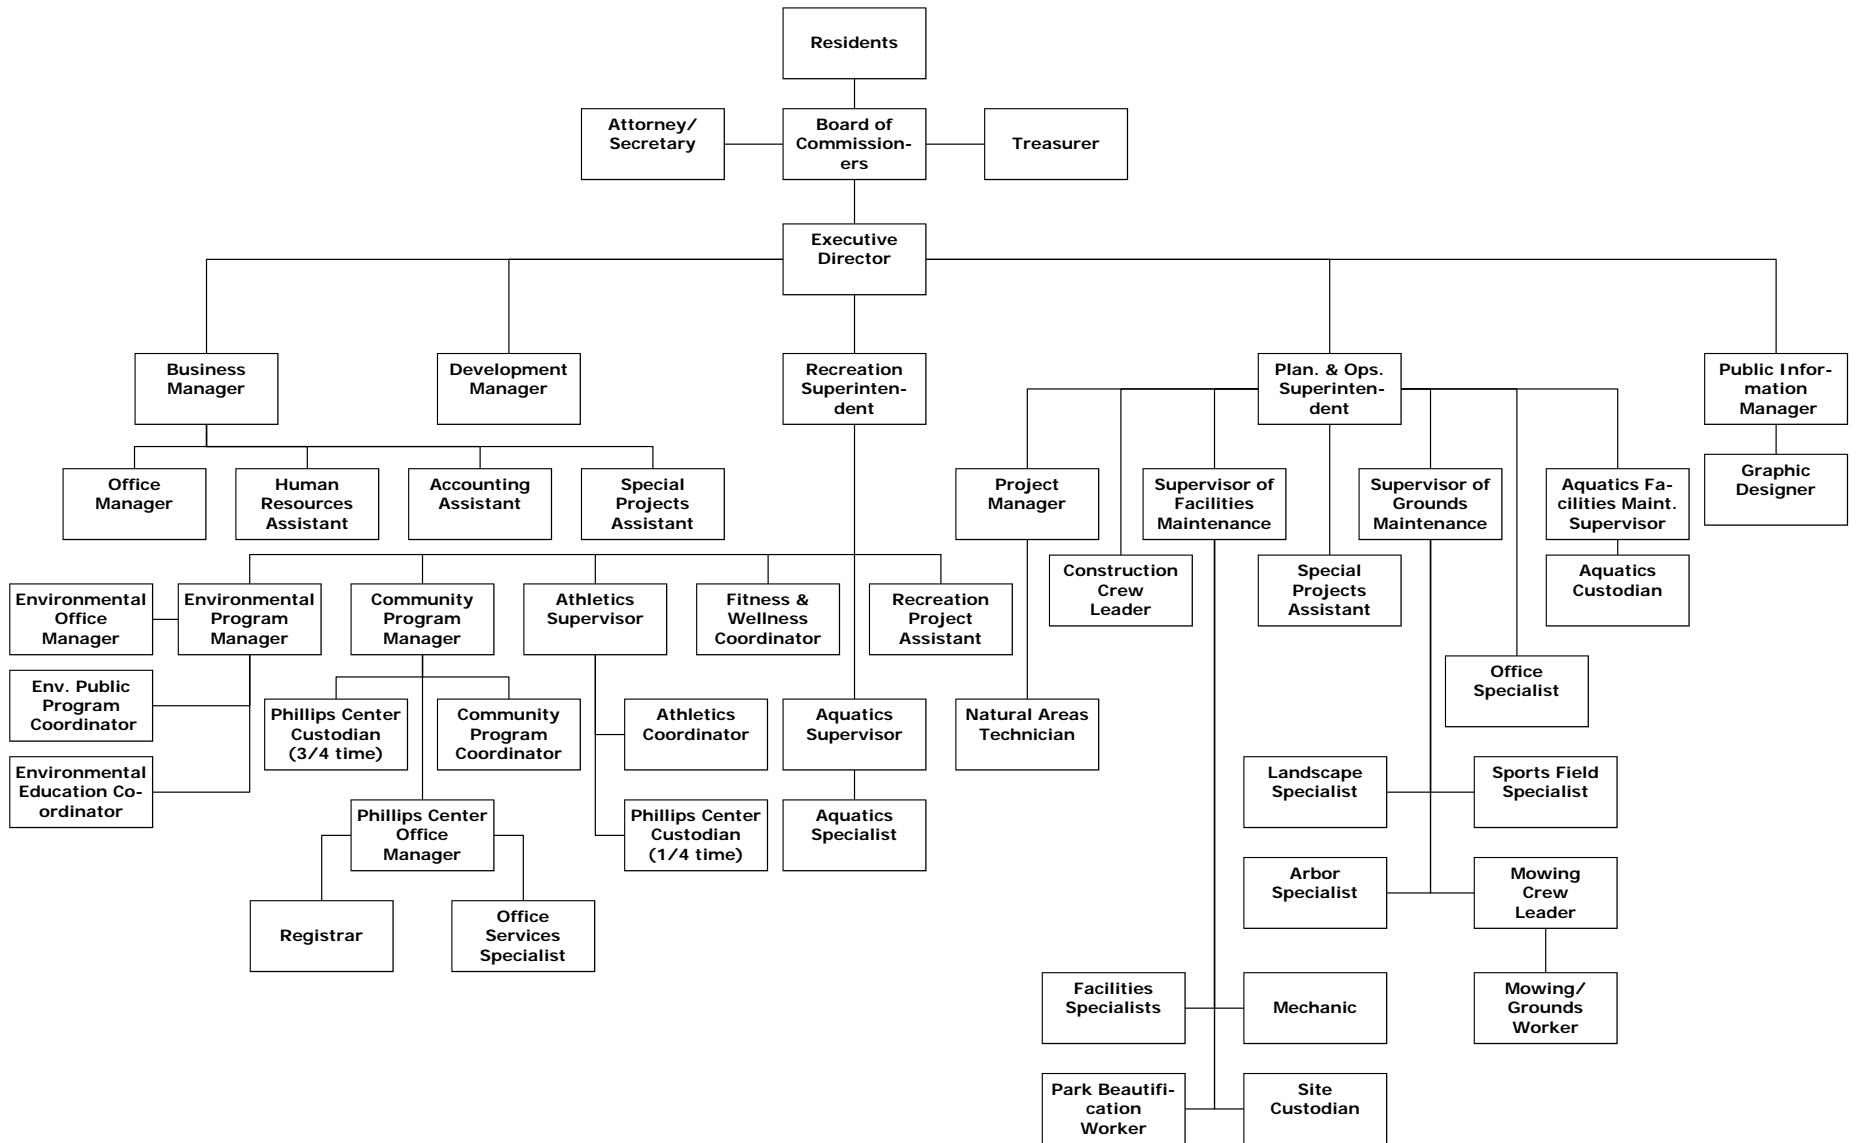 Residents
Attorney/
Secretary
Board of
Commission-
ers
Treasurer
Executive
Director
Business
Manager
Development
Manager
Recreation
Superinten-
dent
Plan. & Ops.
Superinten-
dent
Public Infor-
mation
Manager
Office
Manager
Human
Resources
Assistant
Accounting
Assistant
Special
Projects
Assistant
Project
Manager
Supervisor of
Facilities
Maintenance
Supervisor of
Grounds
Maintenance
Aquatics Fa-
cilities Maint.
Supervisor
Graphic
Designer
Construction
Crew
Leader
Special
Projects
Assistant
Aquatics
Custodian
Environmental
Office
Manager
Environmental
Program
Manager
Community
Program
Manager
Athletics
Supervisor
Fitness &
Wellness
Coordinator
Recreation
Project
Assistant
Office
Specialist
Env. Public
Program
Coordinator
Phillips Center
Custodian
(3/4 time)
Community
Program
Coordinator
Athletics
Coordinator
Aquatics
Supervisor
Natural Areas
Technician
Environmental
Education Co-
ordinator
Landscape
Specialist
Sports Field
Specialist
Phillips Center
Office
Manager
Phillips Center
Custodian
(1/4 time)
Aquatics
Specialist
Arbor
Specialist
Mowing
Crew
Leader
Registrar
Office
Services
Specialist
Facilities
Specialists
Mechanic
Mowing/
Grounds
Worker
Park Beautifi-
cation
Worker
Site
Custodian